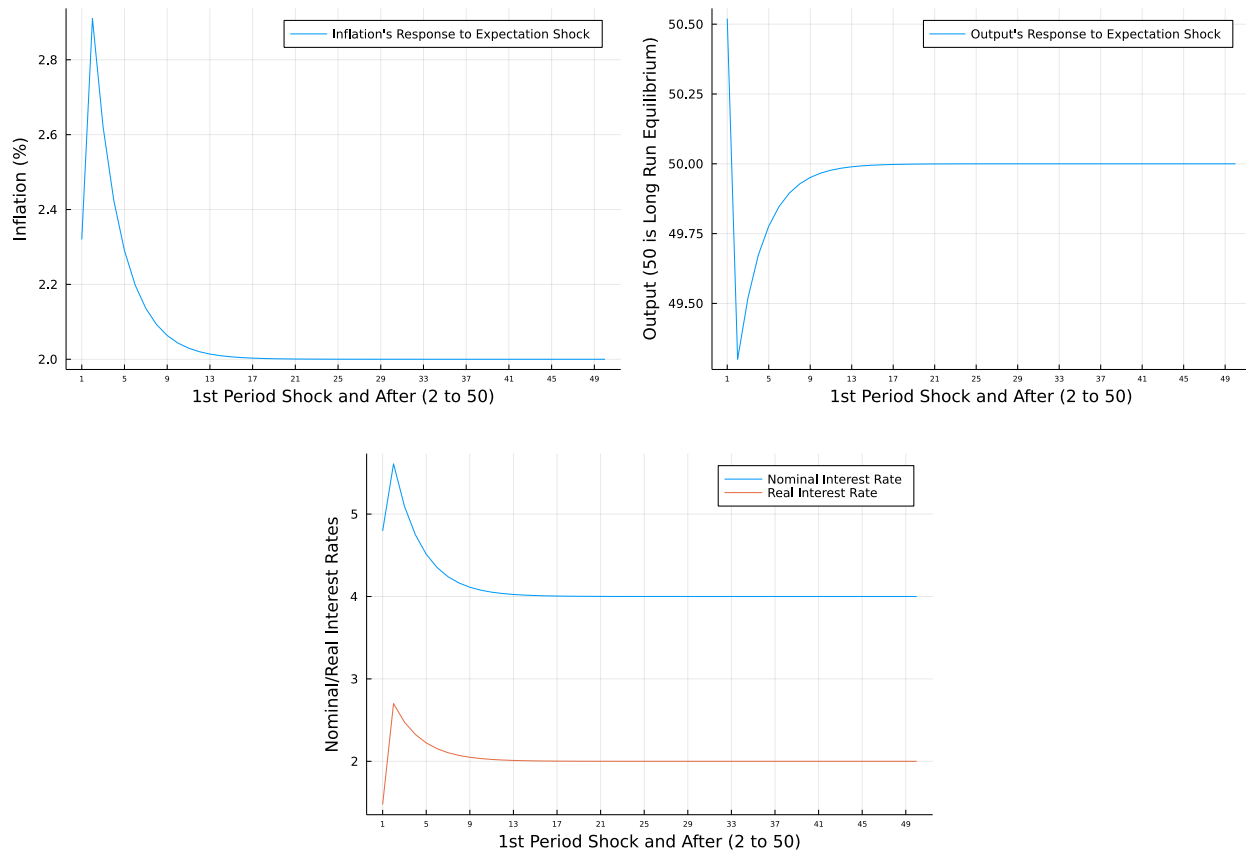 Inflation's Response to Expectation Shock
Inflation (%)
2.8
2.6
2.4
2.2
2.0
1 5 9 13 17 21 25 29 33 37 41 45 49
1st Period Shock and After (2 to 50)
Output's Response to Expectation Shock
Output (50 is Long Run Equilibrium)
50.50
50.25
50.00
49.75
49.50
1 5 9 13 17 21 25 29 33 37 41 45 49
1st Period Shock and After (2 to 50)
Nominal Interest Rate
Real Interest Rate
Nominal/Real Interest Rates
5
4
3
2
1 5 9 13 17 21 25 29 33 37 41 45 49
1st Period Shock and After (2 to 50)